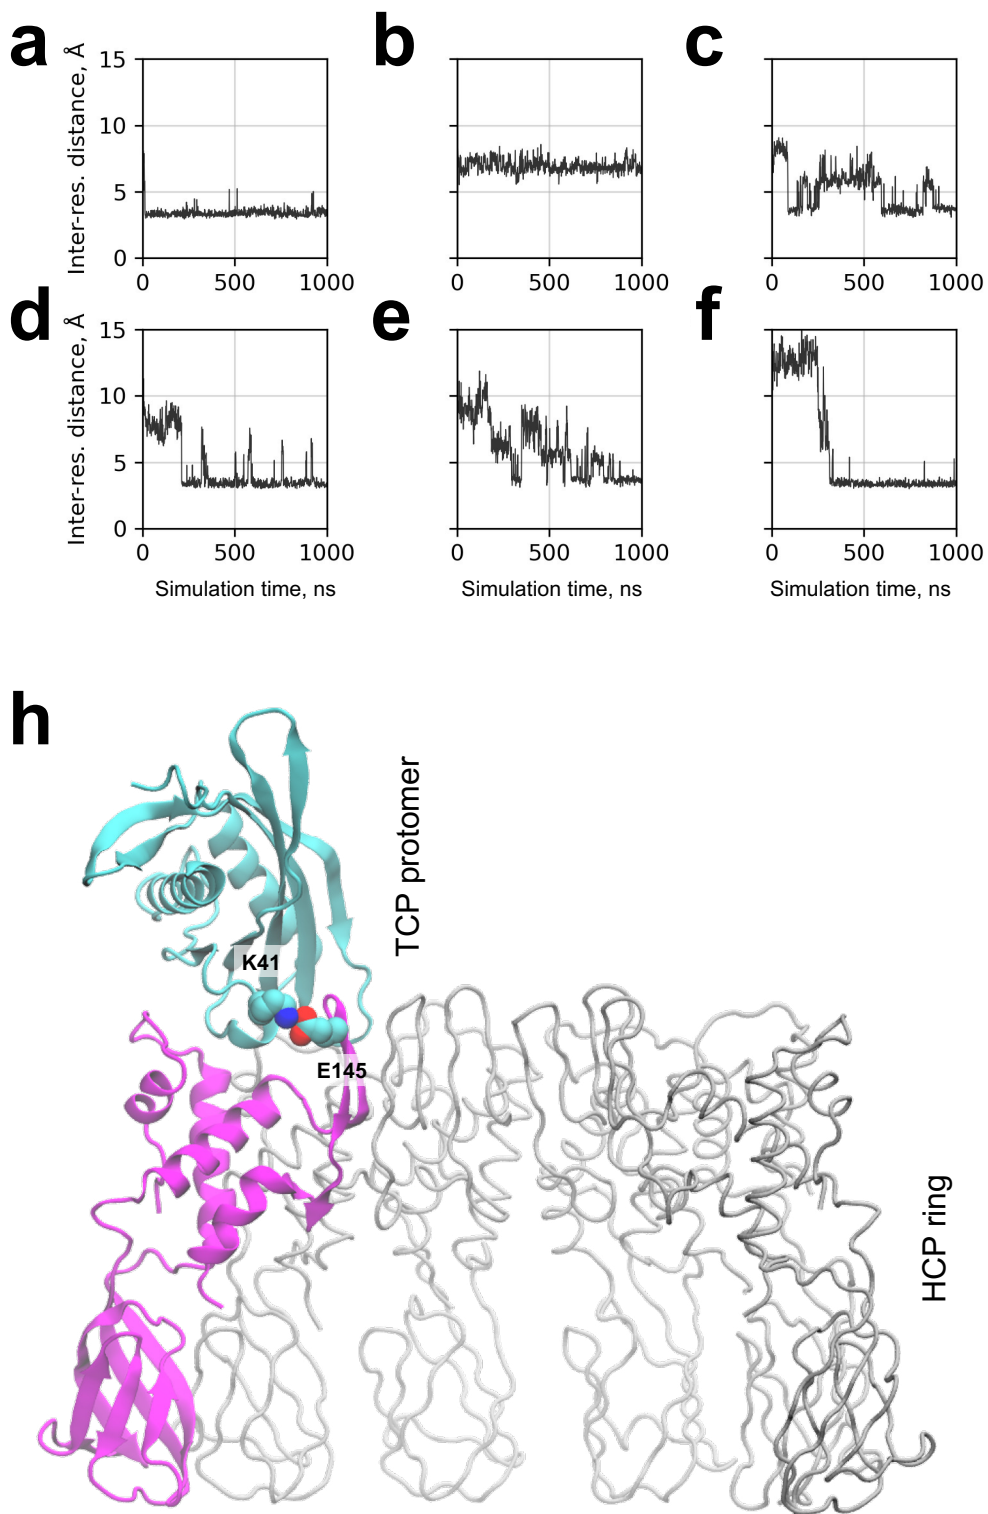 a b c
Inter-res. distance, Å
15
10
5
0
0 500 1000
0 500 1000
0 500 1000
d e f
Inter-res. distance, Å
15
10
5
0
0 500 1000
0 500 1000
0 500 1000
Simulation time, ns
Simulation time, ns
Simulation time, ns
h
TCP protomer
K41
E145
HCP ring